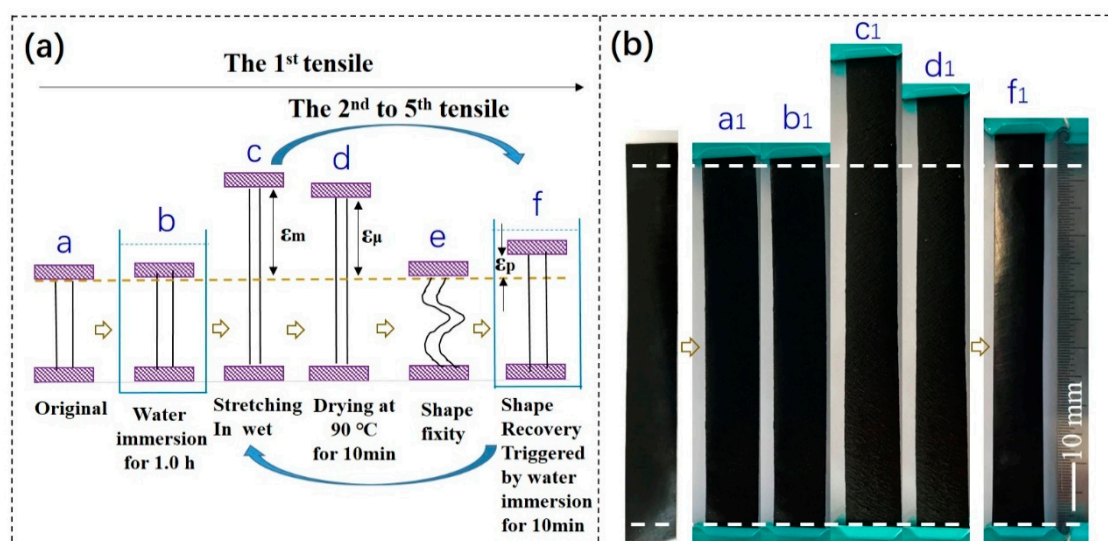 (a)
The 1st tensile
The 2nd to 5th tensile
a
b
c
d
e
f
εm
εμ
εp
Original
Water
immersion
for 1.0 h
Stretching
In wet
Drying at
90 ℃
for 10min
Shape
fixity
Shape
Recovery
Triggered
by water
immersion
for 10min
(b)
a1
b1
c1
d1
f1
10 mm